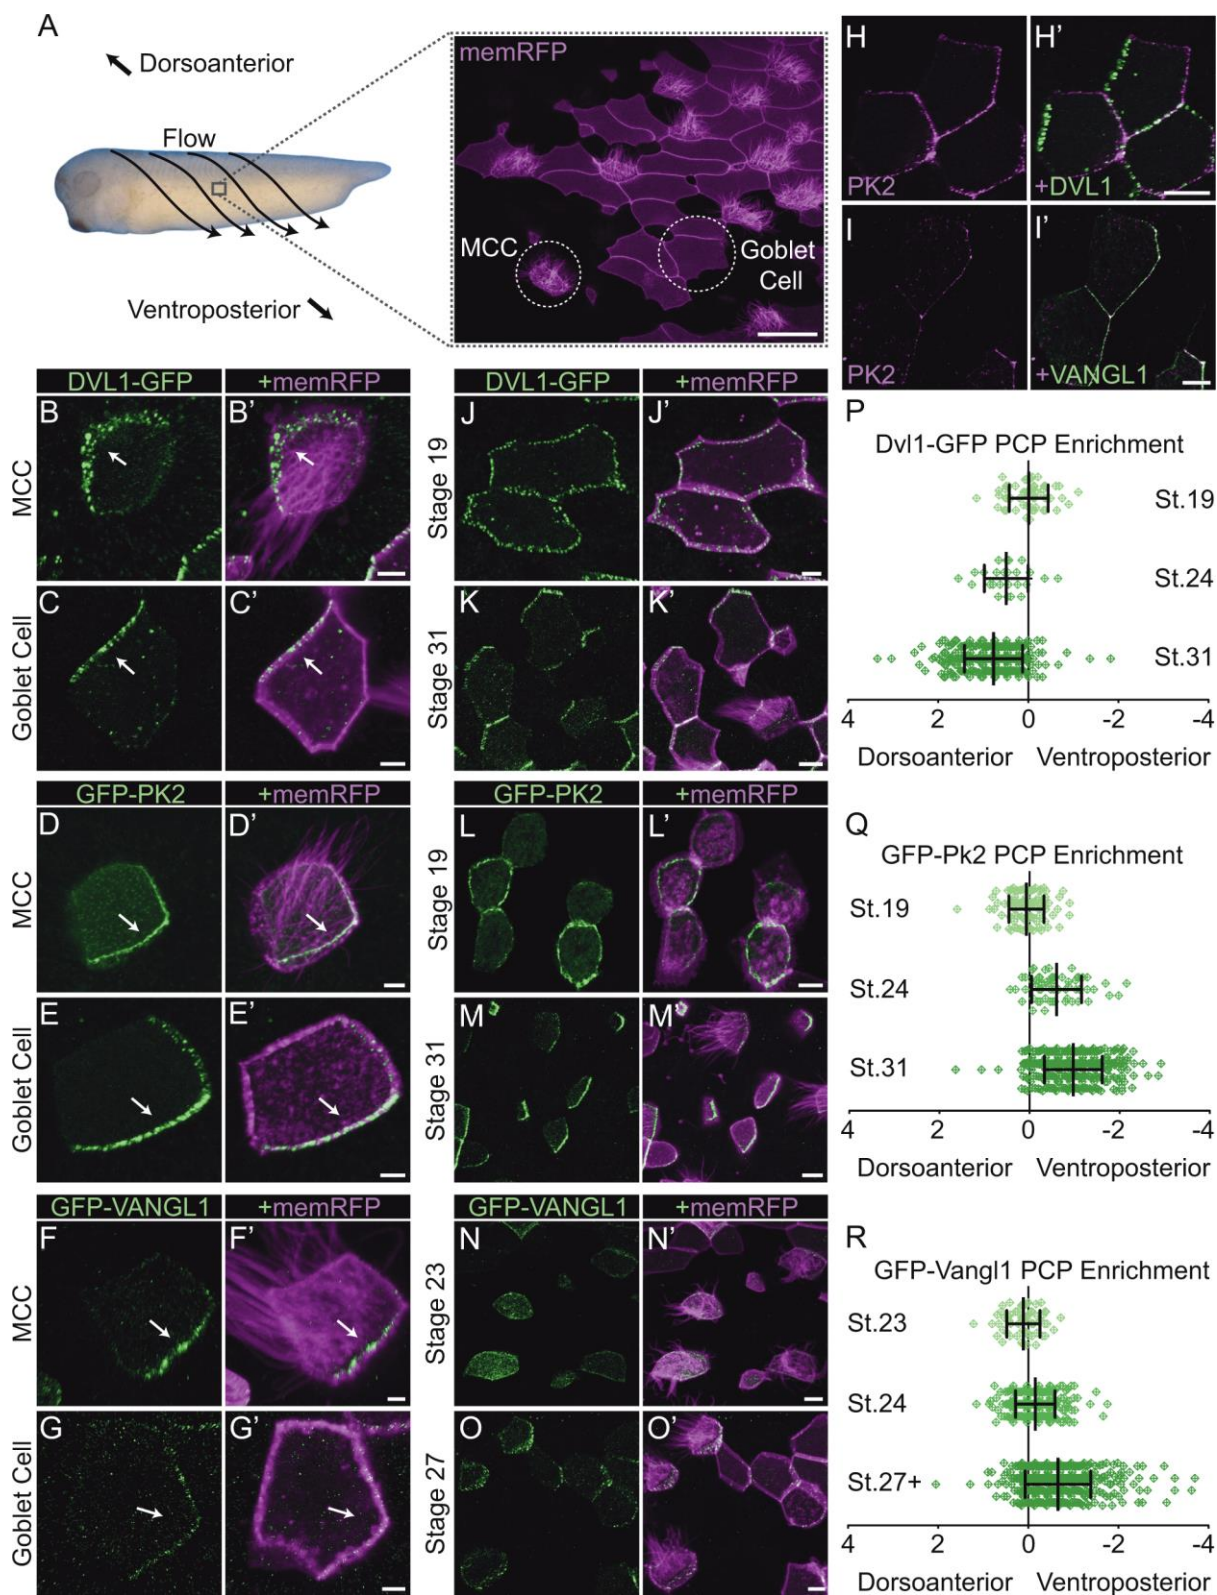 A
Dorsoanterior
Flow
Ventroposterior
memRFP
MCC
Goblet
Cell
H
PK2
H'
+DVL1
I
PK2
I'
+VANGL1
DVL1-GFP
+memRFP
MCC
B
B'
Goblet Cell
C
C'
GFP-PK2
+memRFP
MCC
D
D'
Goblet Cell
E
E'
GFP-VANGL1
+memRFP
MCC
F
F'
Goblet Cell
G
G'
DVL1-GFP
+memRFP
Stage 19
J
J'
Stage 31
K
K'
GFP-PK2
+memRFP
Stage 19
L
L'
Stage 31
M
M'
GFP-VANGL1
+memRFP
Stage 23
N
N'
Stage 27
O
O'
P
Dvl1-GFP PCP Enrichment
St.19
St.24
St.31
4 2 0 -2 -4
Dorsoanterior Ventroposterior
Q
GFP-Pk2 PCP Enrichment
St.19
St.24
St.31
4 2 0 -2 -4
Dorsoanterior Ventroposterior
R
GFP-Vangl1 PCP Enrichment
St.23
St.24
St.27+
4 2 0 -2 -4
Dorsoanterior Ventroposterior